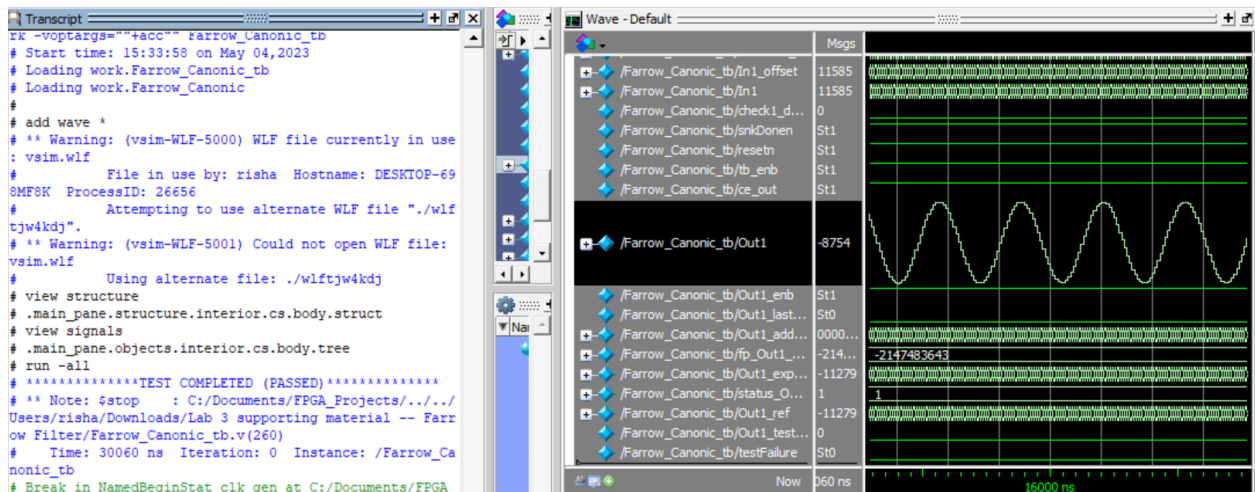 Transcript
rk -voptargs=""+acc"" Farrow_Canonic_tb
# Start time: 15:33:58 on May 04,2023
# Loading work.Farrow_Canonic_tb
# Loading work.Farrow_Canonic
#
# add wave *
# ** Warning: (vsim-WLF-5000) WLF file currently in use
: vsim.wlf
#          File in use by: risha  Hostname: DESKTOP-69
8MF8K  ProcessID: 26656
#          Attempting to use alternate WLF file "./wlf
tjw4kdj".
# ** Warning: (vsim-WLF-5001) Could not open WLF file:
vsim.wlf
#          Using alternate file: ./wlftjw4kdj
# view structure
# .main_pane.structure.interior.cs.body.struct
# view signals
# .main_pane.objects.interior.cs.body.tree
# run -all
# **************TEST COMPLETED (PASSED)**************
# ** Note: $stop    : C:/Documents/FPGA_Projects/../../
Users/risha/Downloads/Lab 3 supporting material -- Farr
ow Filter/Farrow_Canonic_tb.v(260)
#    Time: 30060 ns  Iteration: 0  Instance: /Farrow_Ca
nonic_tb
# Break in NamedBeginStat clk_gen at C:/Documents/FPGA
Nar
Wave - Default
Msgs
/Farrow_Canonic_tb/In1_offset 11585
/Farrow_Canonic_tb/In1 11585
/Farrow_Canonic_tb/check1_d... 0
/Farrow_Canonic_tb/snkDonen St1
/Farrow_Canonic_tb/resetn St1
/Farrow_Canonic_tb/tb_enb St1
/Farrow_Canonic_tb/ce_out St1
/Farrow_Canonic_tb/Out1 -8754
/Farrow_Canonic_tb/Out1_enb St1
/Farrow_Canonic_tb/Out1_last... St0
/Farrow_Canonic_tb/Out1_add... 0000...
/Farrow_Canonic_tb/fp_Out1_... -214... -2147483643
/Farrow_Canonic_tb/Out1_exp... -11279
/Farrow_Canonic_tb/status_O... 1 1
/Farrow_Canonic_tb/Out1_ref -11279
/Farrow_Canonic_tb/Out1_test... 0
/Farrow_Canonic_tb/testFailure St0
Now 060 ns
16000 ns